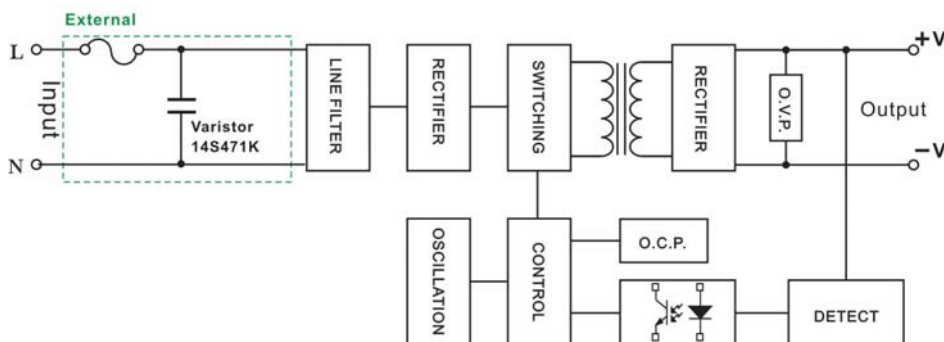 External
L
Input
N
Varistor
14S471K
LINE FILTER
RECTIFIER
SWITCHING
RECTIFIER
O.V.P.
+V
Output
-V
OSCILLATION
CONTROL
O.C.P.
DETECT